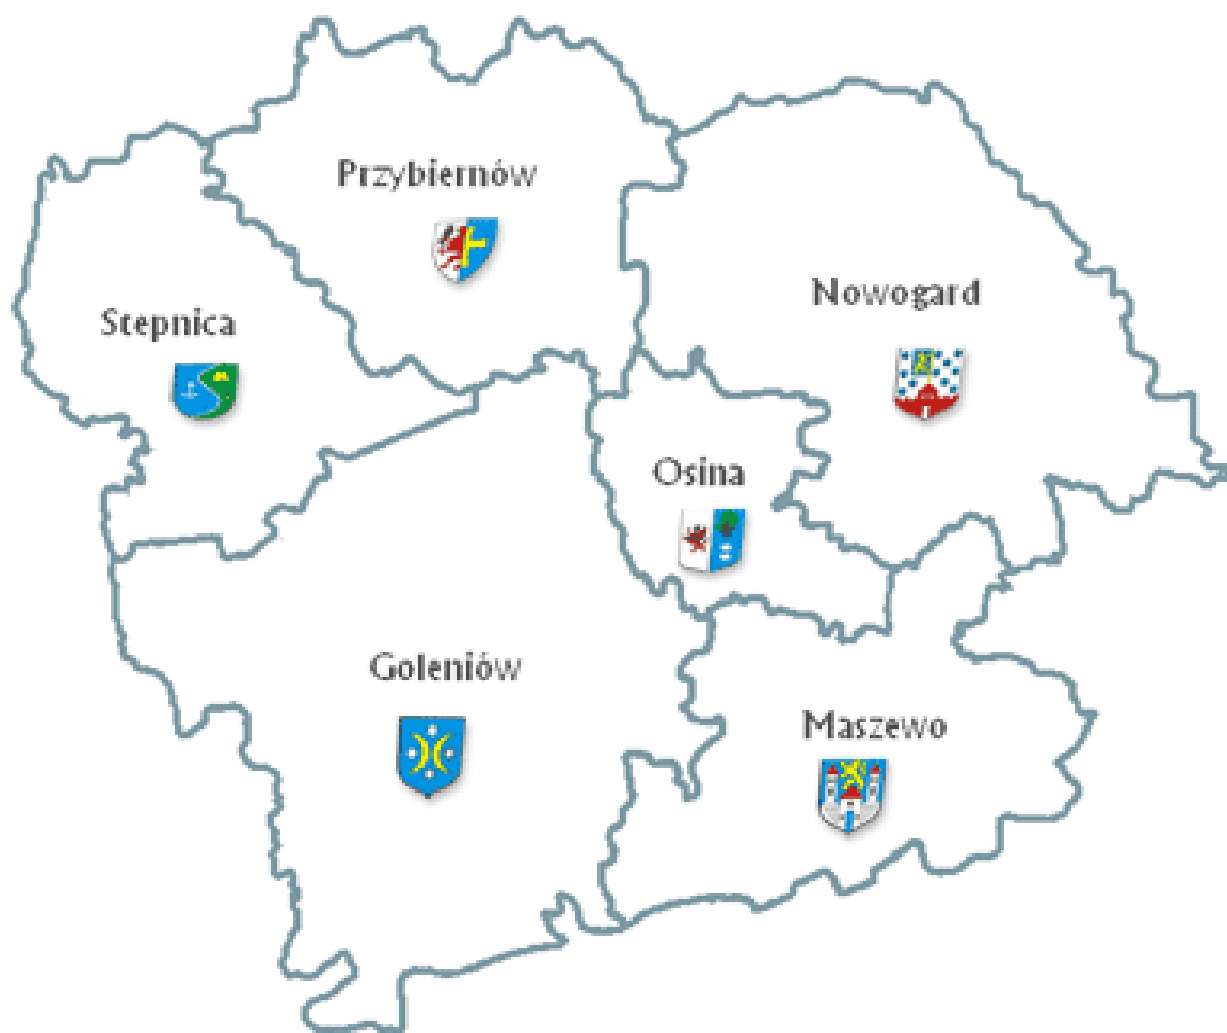 Przybiernów
Nowogard
Stepnica
Osina
Goleniów
Maszewo